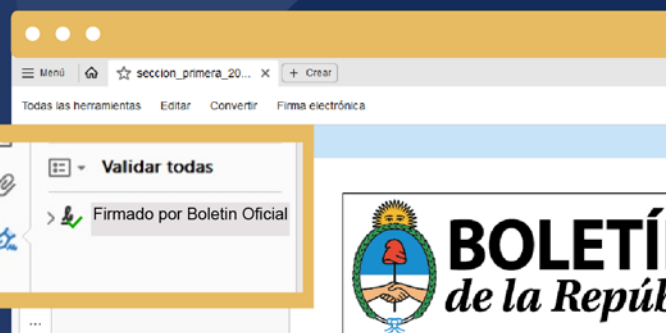 Menú seccion_primera_20... + Crear
Todas las herramientas Editar Convertir Firma electrónica
Validar todas
Firmado por Boletin Oficial
BOLETÍ
de la Repúb
...